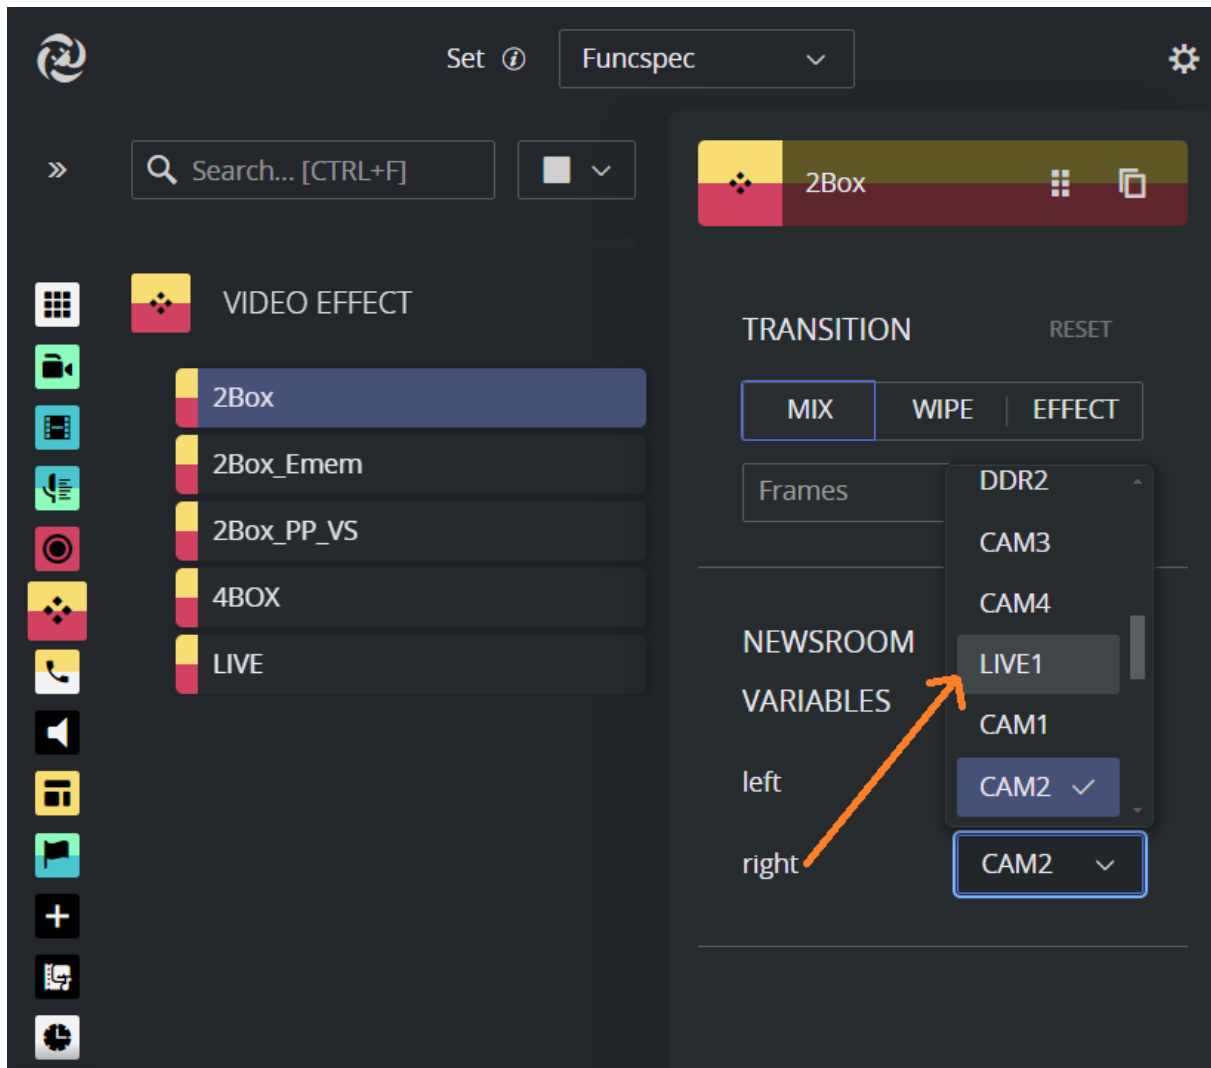 Set
Funcspec
Search... [CTRL+F]
VIDEO EFFECT
2Box
2Box_Emem
2Box_PP_VS
4BOX
LIVE
2Box
TRANSITION
RESET
MIX
WIPE
EFFECT
Frames
DDR2
CAM3
CAM4
LIVE1
CAM1
CAM2
NEWSROOM
VARIABLES
left
right
CAM2